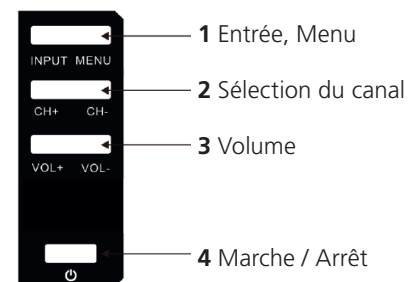 1 Entrée, Menu
INPUT MENU
2 Sélection du canal
CH+ CH-
3 Volume
VOL+ VOL-
4 Marche / Arrêt